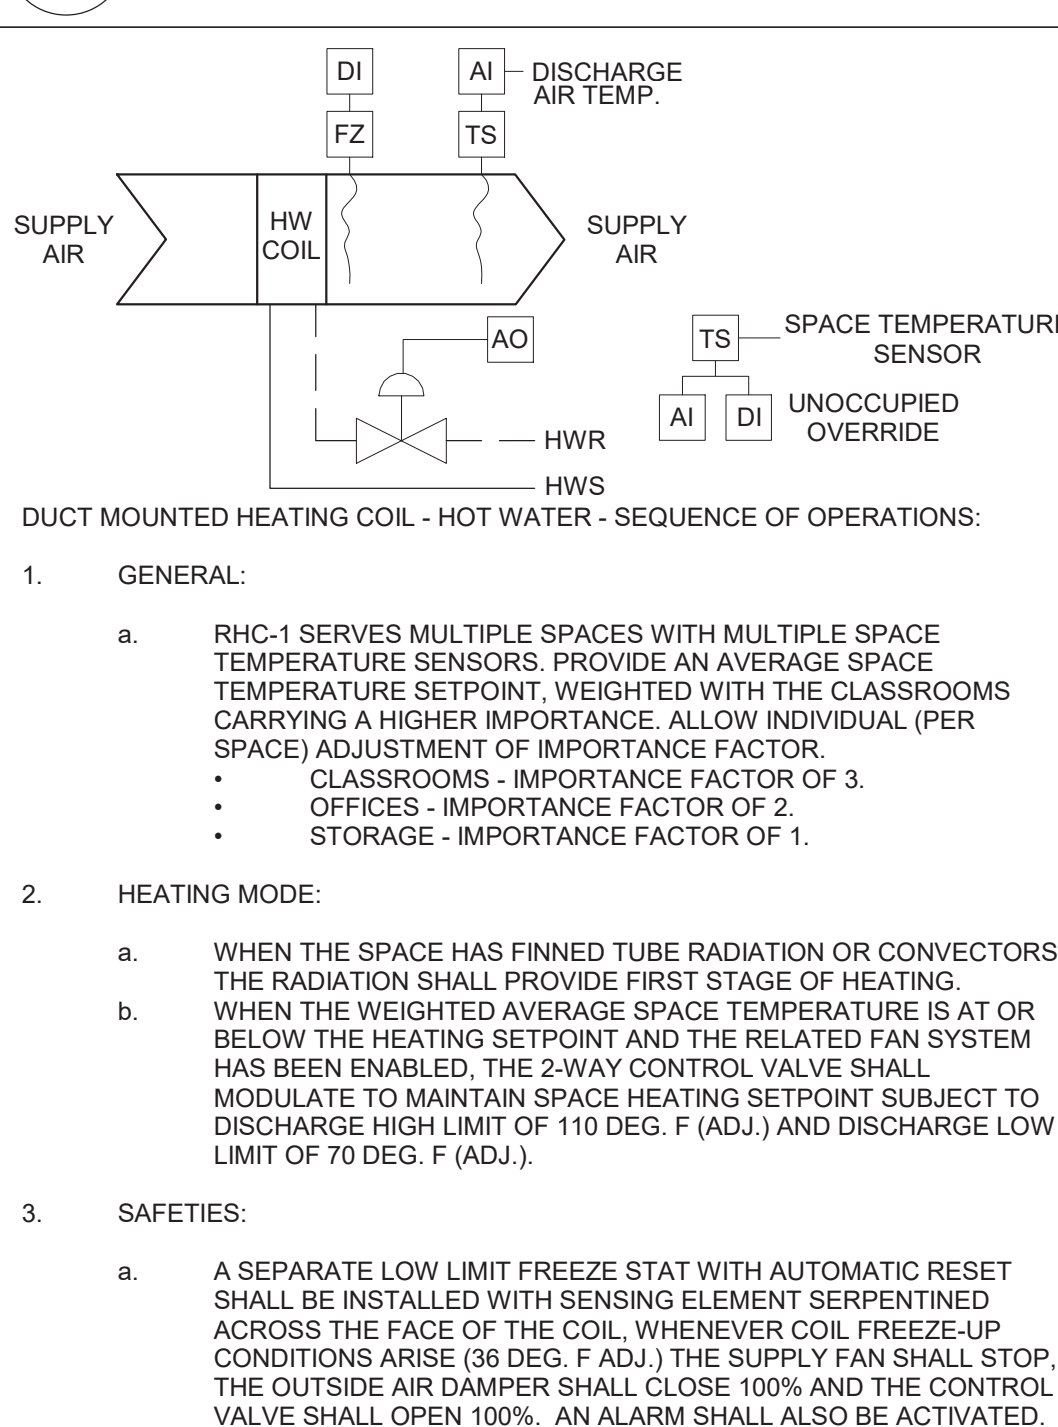 DI
AI
DISCHARGE
AIR TEMP.
FZ
TS
SUPPLY
AIR
HW
COIL
SUPPLY
AIR
AO
TS
SPACE TEMPERATURE
SENSOR
AI
DI
UNOCCUPIED
OVERRIDE
HWR
HWS
DUCT MOUNTED HEATING COIL - HOT WATER - SEQUENCE OF OPERATIONS:
1. GENERAL:
a. RHC-1 SERVES MULTIPLE SPACES WITH MULTIPLE SPACE
TEMPERATURE SENSORS. PROVIDE AN AVERAGE SPACE
TEMPERATURE SETPOINT, WEIGHTED WITH THE CLASSROOMS
CARRYING A HIGHER IMPORTANCE. ALLOW INDIVIDUAL (PER
SPACE) ADJUSTMENT OF IMPORTANCE FACTOR.
• CLASSROOMS - IMPORTANCE FACTOR OF 3.
• OFFICES - IMPORTANCE FACTOR OF 2.
• STORAGE - IMPORTANCE FACTOR OF 1.
2. HEATING MODE:
a. WHEN THE SPACE HAS FINNED TUBE RADIATION OR CONVECTORS
THE RADIATION SHALL PROVIDE FIRST STAGE OF HEATING.
b. WHEN THE WEIGHTED AVERAGE SPACE TEMPERATURE IS AT OR
BELOW THE HEATING SETPOINT AND THE RELATED FAN SYSTEM
HAS BEEN ENABLED, THE 2-WAY CONTROL VALVE SHALL
MODULATE TO MAINTAIN SPACE HEATING SETPOINT SUBJECT TO
DISCHARGE HIGH LIMIT OF 110 DEG. F (ADJ.) AND DISCHARGE LOW
LIMIT OF 70 DEG. F (ADJ.).
3. SAFETIES:
a. A SEPARATE LOW LIMIT FREEZE STAT WITH AUTOMATIC RESET
SHALL BE INSTALLED WITH SENSING ELEMENT SERPENTINED
ACROSS THE FACE OF THE COIL, WHENEVER COIL FREEZE-UP
CONDITIONS ARISE (36 DEG. F ADJ.) THE SUPPLY FAN SHALL STOP,
THE OUTSIDE AIR DAMPER SHALL CLOSE 100% AND THE CONTROL
VALVE SHALL OPEN 100%. AN ALARM SHALL ALSO BE ACTIVATED.